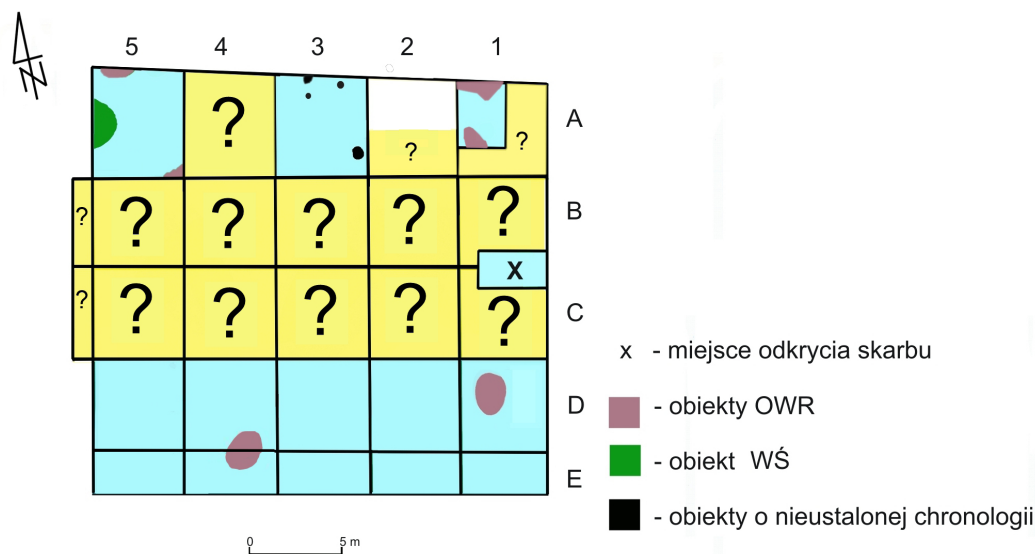 N
5 4 3 2 1
A
? ? ?
B
? ? ? ? ? ?
x
C
? ? ? ? ? ?
D
E
x - miejsce odkrycia skarbu
- obiekty OWR
- obiekt WŚ
- obiekty o nieustalonej chronologii
0 5 m